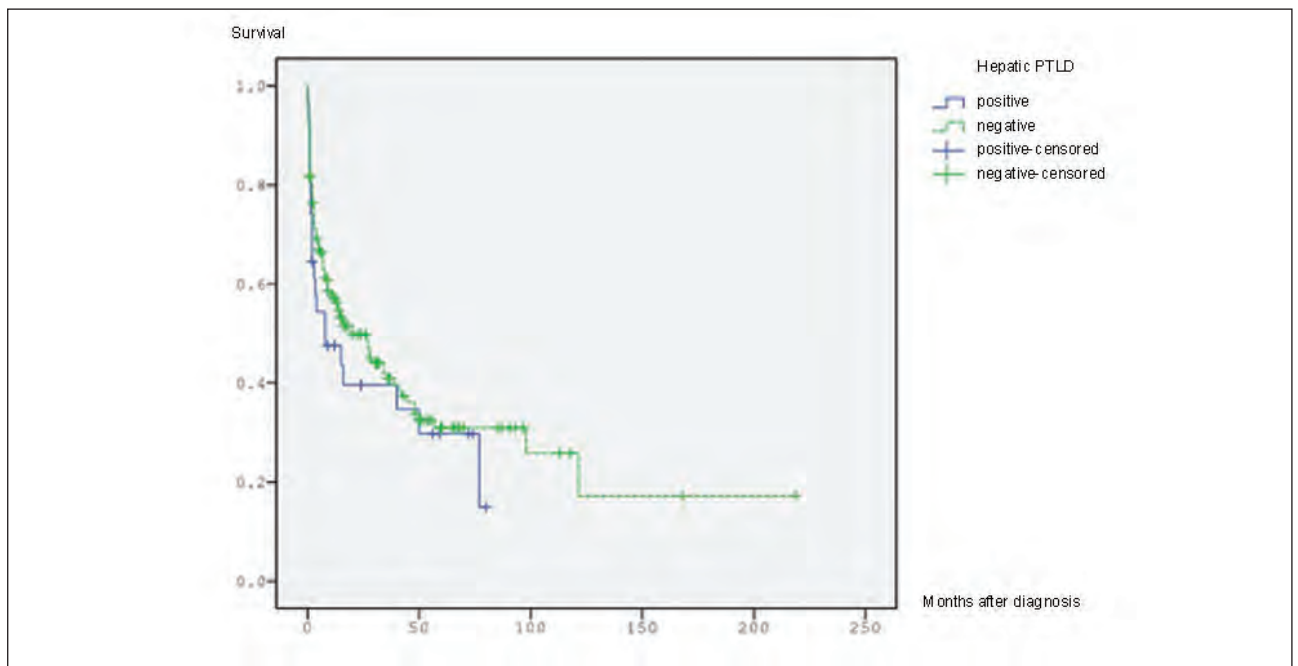 Survival
Hepatic PTLD
positive
negative
positive-censored
negative-censored
1.0
0.8
0.6
0.4
0.2
0.0
Months after diagnosis
0 50 100 150 200 250